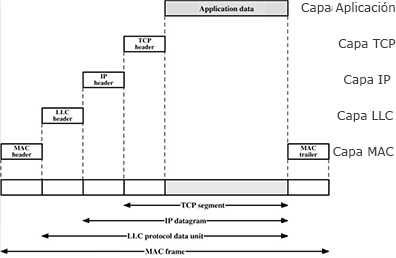 Application data
Capa Aplicación
TCP
header
Capa TCP
IP
header
Capa IP
LLC
header
Capa LLC
MAC
header
MAC
trailer
Capa MAC
TCP segment
IP datagram
LLC protocol data unit
MAC frame